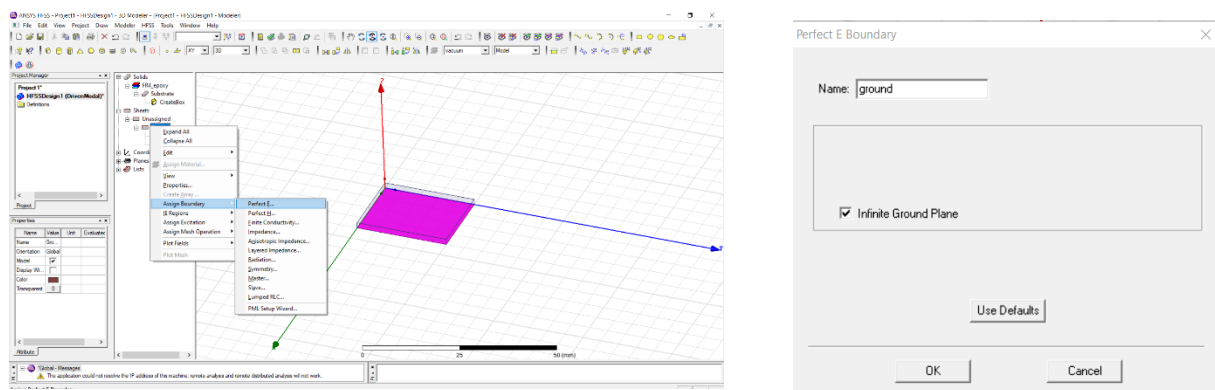 ANSYS HFSS - Project1 - HFSSDesign1 - 3D Modeler - [Project1 - HFSSDesign1 - Modeler]
File Edit View Project Draw Modeler HFSS Tools Window Help
XY 3D vacuum Model
Project Manager
Project1*
HFSSDesign1 (DrivenModal)*
Definitions
Project
Properties
Name Value Unit Evaluated
Name Gro...
Orientation Global
Model
Display Wi...
Color
Transparent 0
Attribute
Solids
FR4_epoxy
Substrate
CreateBox
Sheets
Unassigned
Coordi
Planes
Lists
Expand All
Collapse All
Edit
Assign Material...
View
Properties...
Create Array...
Assign Boundary
IE Regions
Assign Excitation
Assign Mesh Operation
Plot Fields
Plot Mesh
Perfect E...
Perfect H...
Finite Conductivity...
Impedance...
Anisotropic Impedance...
Layered Impedance...
Radiation...
Symmetry...
Master...
Slave...
Lumped RLC...
PML Setup Wizard...
Z
0 25 50 (mm)
Global - Messages
The application could not resolve the IP address of this machine; remote analyses and remote distributed analyses will not work.
Perfect E Boundary
Name: ground
Infinite Ground Plane
Use Defaults
OK Cancel